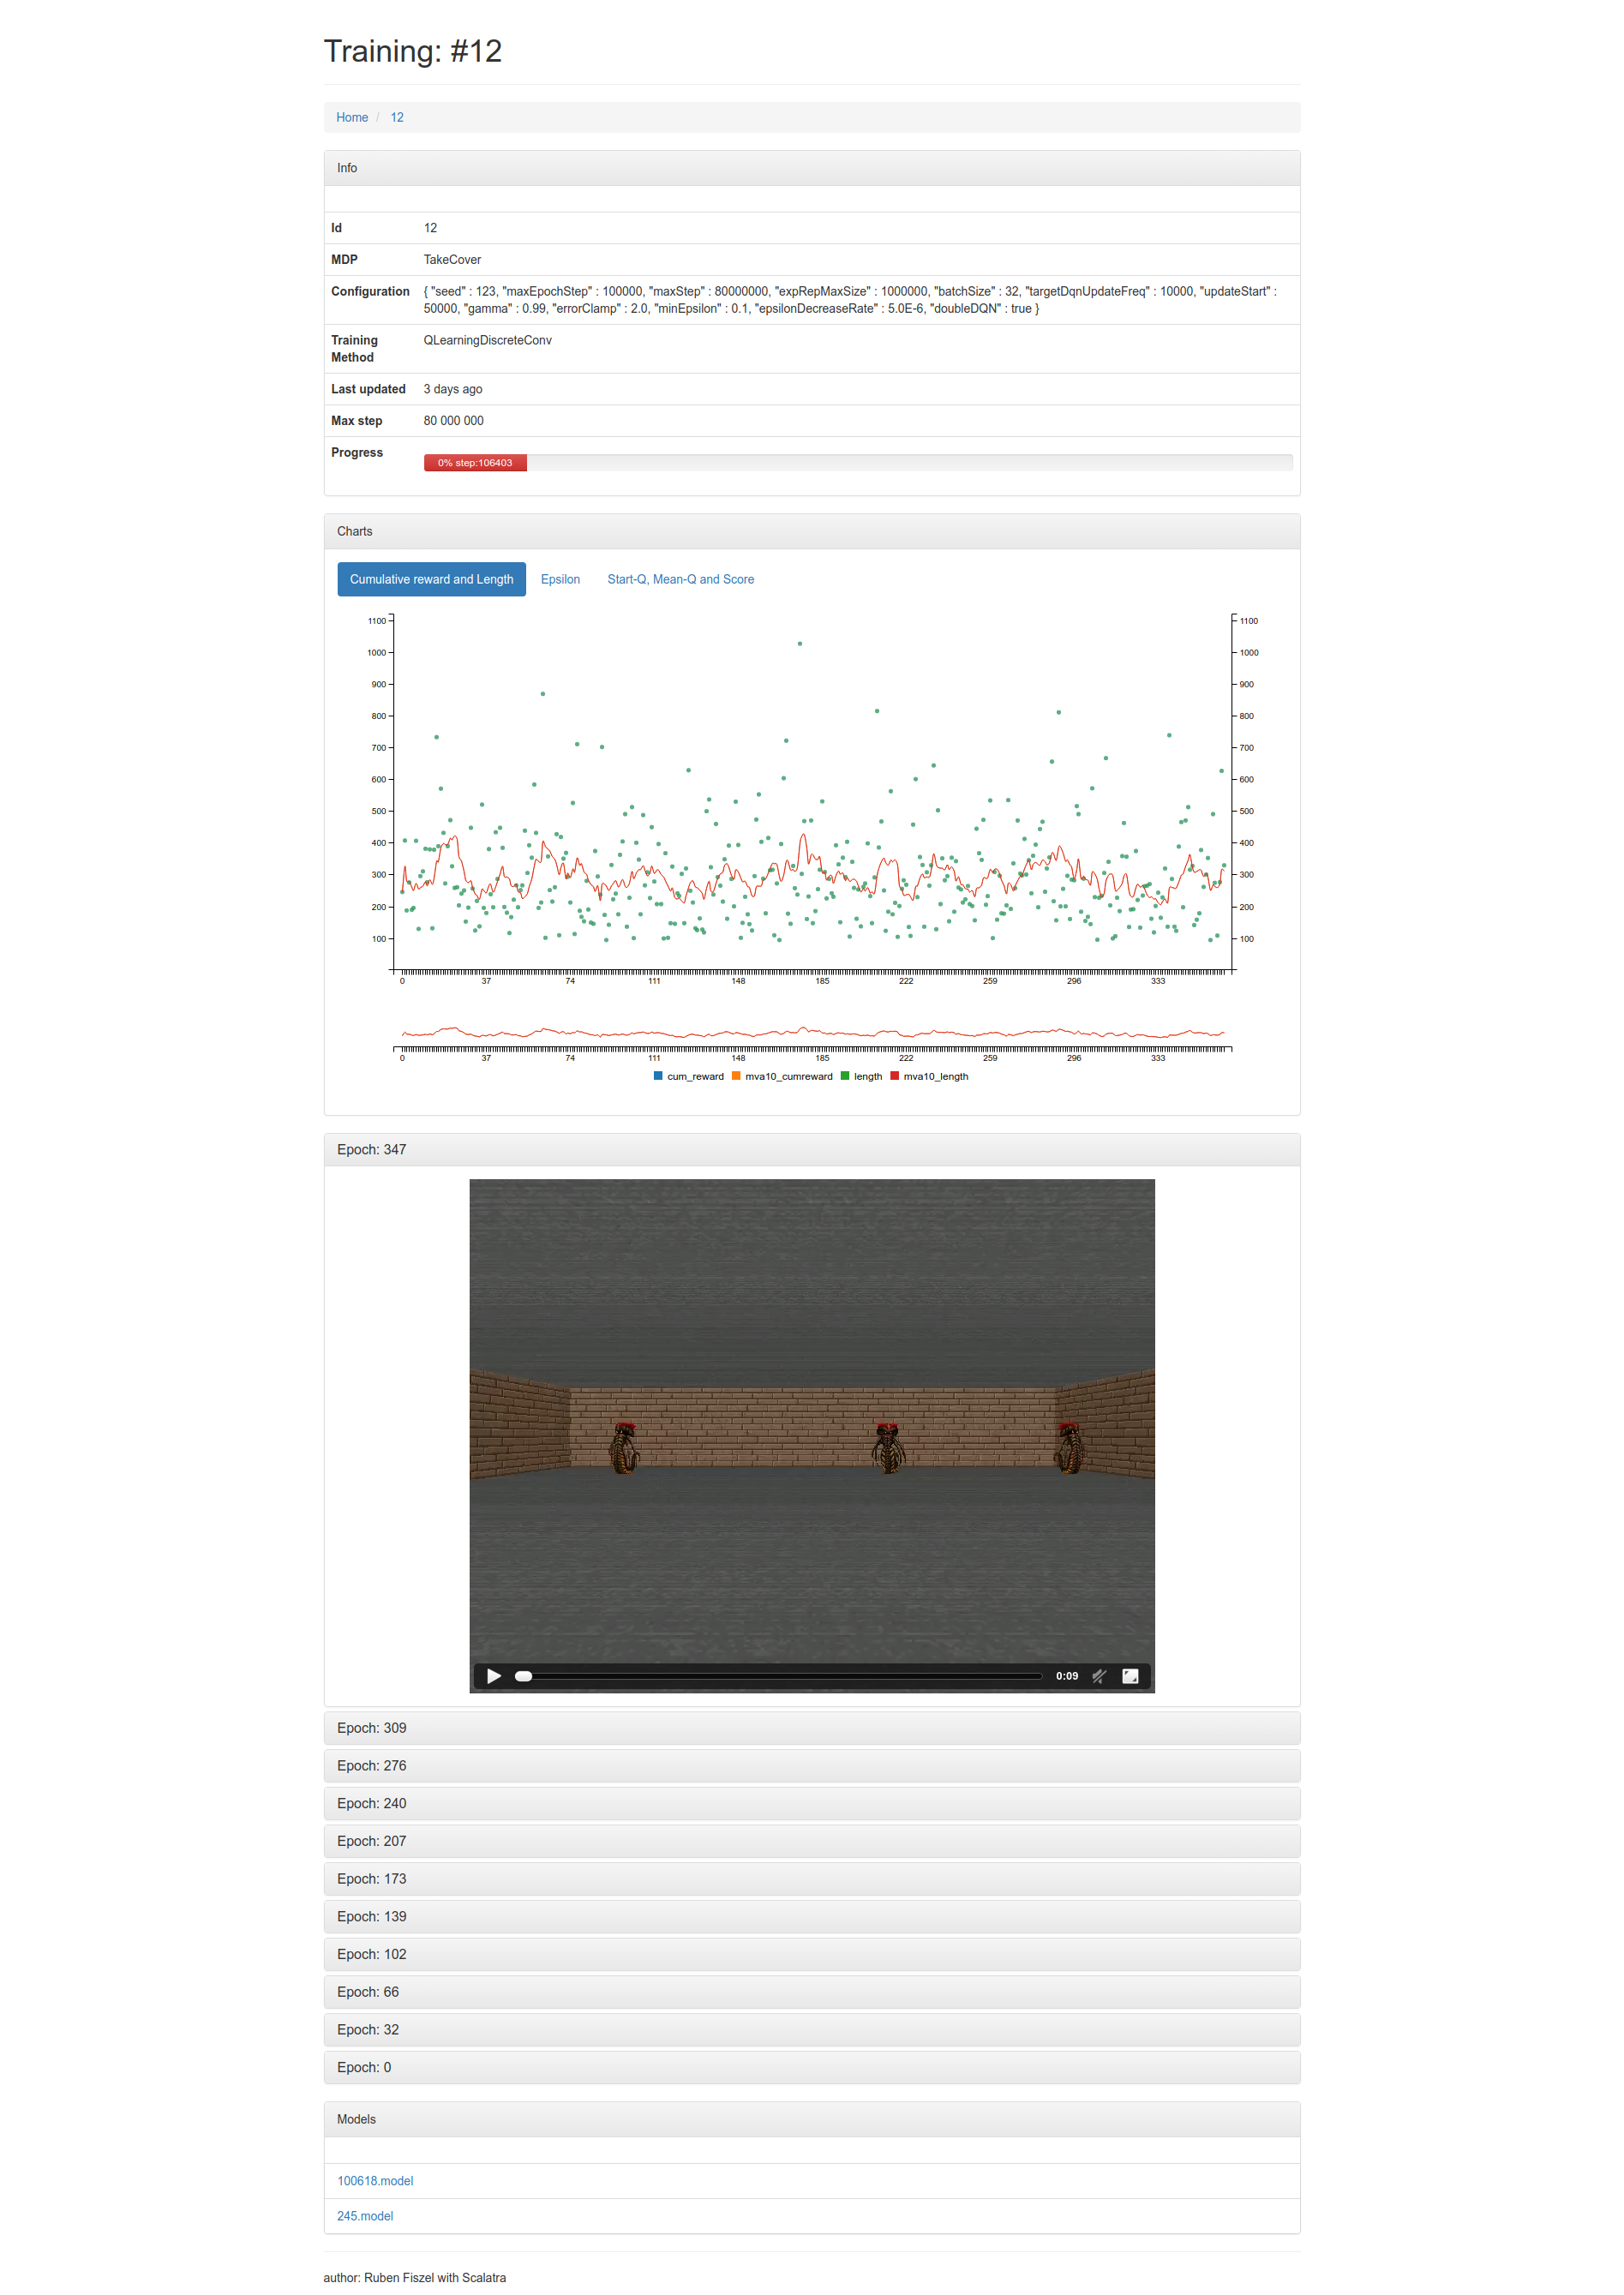 Training: #12
Home / 12
Info
Id 12
MDP TakeCover
Configuration { "seed" : 123, "maxEpochStep" : 100000, "maxStep" : 80000000, "expRepMaxSize" : 1000000, "batchSize" : 32, "targetDqnUpdateFreq" : 10000, "updateStart" :
50000, "gamma" : 0.99, "errorClamp" : 2.0, "minEpsilon" : 0.1, "epsilonDecreaseRate" : 5.0E-6, "doubleDQN" : true }
Training QLearningDiscreteConv
Method
Last updated 3 days ago
Max step 80 000 000
Progress
0% step:106403
Charts
Cumulative reward and Length Epsilon Start-Q, Mean-Q and Score
1100 1100
1000 1000
900 900
800 800
700 700
600 600
500 500
400 400
300 300
200 200
100 100
0 37 74 111 148 185 222 259 296 333
0 37 74 111 148 185 222 259 296 333
cum_reward mva10_cumreward length mva10_length
Epoch: 347
0:09
Epoch: 309
Epoch: 276
Epoch: 240
Epoch: 207
Epoch: 173
Epoch: 139
Epoch: 102
Epoch: 66
Epoch: 32
Epoch: 0
Models
100618.model
245.model
author: Ruben Fiszel with Scalatra